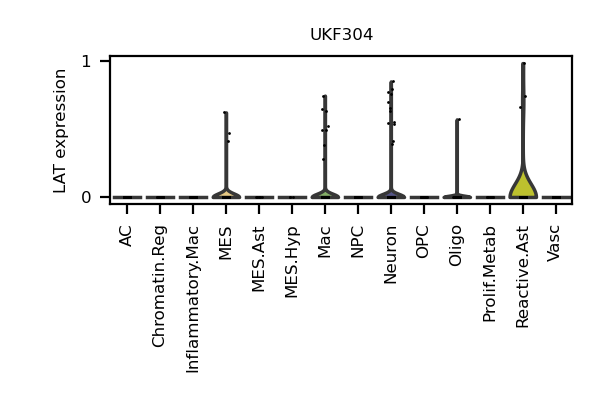 UKF304
LAT expression
1
0
AC
Chromatin.Reg
Inflammatory.Mac
MES
MES.Ast
MES.Hyp
Mac
NPC
Neuron
OPC
Oligo
Prolif.Metab
Reactive.Ast
Vasc